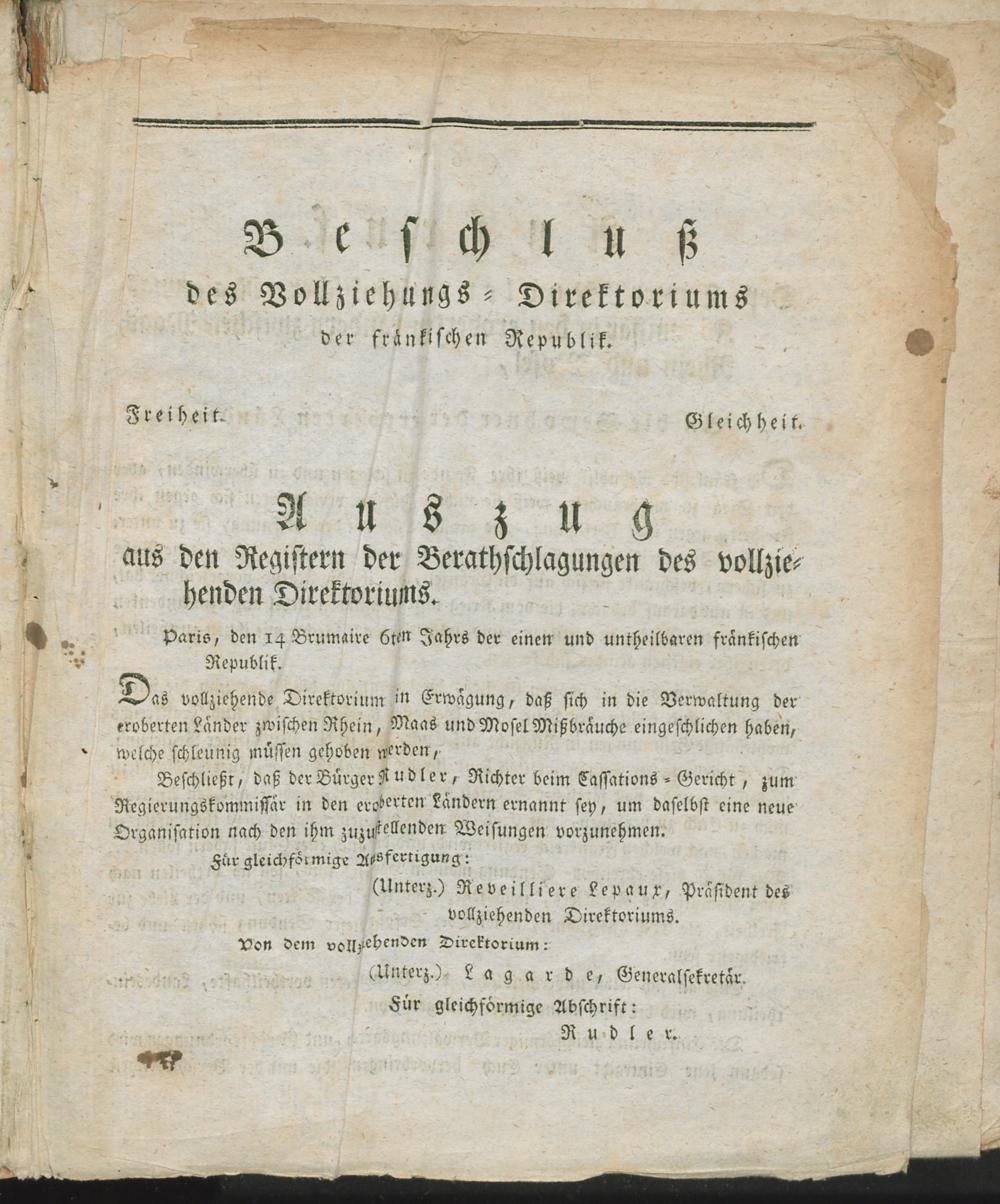 Beschluß
des Vollziehungs-Direktoriums
der fränkischen Republik.
Freiheit. Gleichheit.
Auszug
aus den Registern der Berathschlagungen des vollzie-
henden Direktoriums.
Paris, den 14 Brumaire 6ten Jahrs der einen und untheilbaren fränkischen
Republik.
Das vollziehende Direktorium in Erwägung, daß sich in die Verwaltung der
eroberten Länder zwischen Rhein, Maas und Mosel Mißbräuche eingeschlichen haben,
welche schleunig müssen gehoben werden,
Beschließt, daß der Bürger Rudler, Richter beim Cassations-Gericht, zum
Regierungskommissär in den eroberten Ländern ernannt sey, um daselbst eine neue
Organisation nach den ihm zuzustellenden Weisungen vorzunehmen.
Für gleichförmige Ausfertigung:
(Unterz.) Reveilliere Lepaux, Präsident des
vollziehenden Direktoriums.
Von dem vollziehenden Direktorium:
(Unterz.) Lagarde, Generalsekretär.
Für gleichförmige Abschrift:
Rudler.